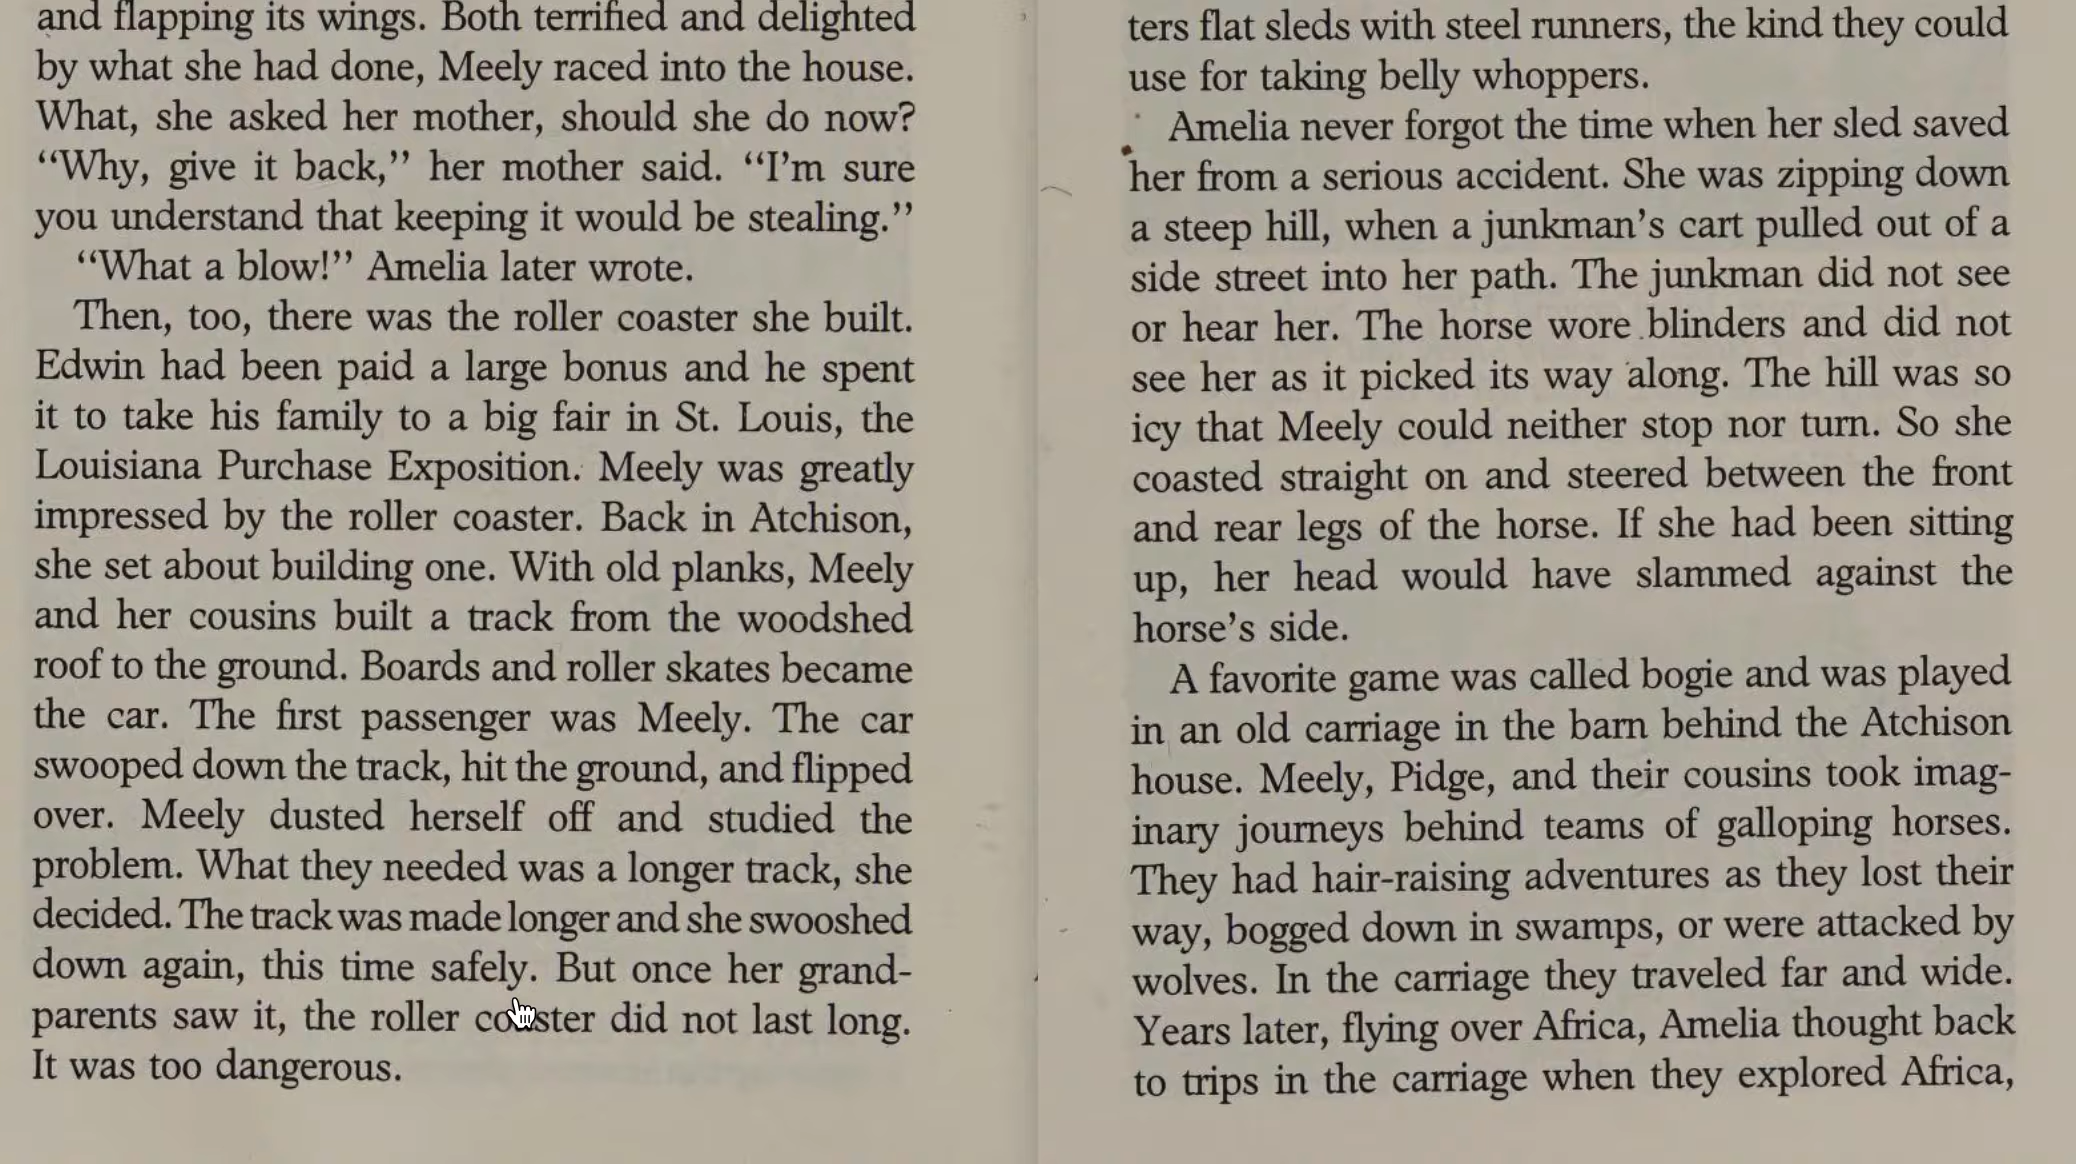 and flapping its wings. Both terrified and delighted
by what she had done, Meely raced into the house.
What, she asked her mother, should she do now?
“Why, give it back,” her mother said. “I’m sure
you understand that keeping it would be stealing.”
“What a blow!” Amelia later wrote.
Then, too, there was the roller coaster she built.
Edwin had been paid a large bonus and he spent
it to take his family to a big fair in St. Louis, the
Louisiana Purchase Exposition. Meely was greatly
impressed by the roller coaster. Back in Atchison,
she set about building one. With old planks, Meely
and her cousins built a track from the woodshed
roof to the ground. Boards and roller skates became
the car. The first passenger was Meely. The car
swooped down the track, hit the ground, and flipped
over. Meely dusted herself off and studied the
problem. What they needed was a longer track, she
decided. The track was made longer and she swooshed
down again, this time safely. But once her grand-
parents saw it, the roller coaster did not last long.
It was too dangerous.
ters flat sleds with steel runners, the kind they could
use for taking belly whoppers.
Amelia never forgot the time when her sled saved
her from a serious accident. She was zipping down
a steep hill, when a junkman’s cart pulled out of a
side street into her path. The junkman did not see
or hear her. The horse wore blinders and did not
see her as it picked its way along. The hill was so
icy that Meely could neither stop nor turn. So she
coasted straight on and steered between the front
and rear legs of the horse. If she had been sitting
up, her head would have slammed against the
horse’s side.
A favorite game was called bogie and was played
in an old carriage in the barn behind the Atchison
house. Meely, Pidge, and their cousins took imag-
inary journeys behind teams of galloping horses.
They had hair-raising adventures as they lost their
way, bogged down in swamps, or were attacked by
wolves. In the carriage they traveled far and wide.
Years later, flying over Africa, Amelia thought back
to trips in the carriage when they explored Africa,